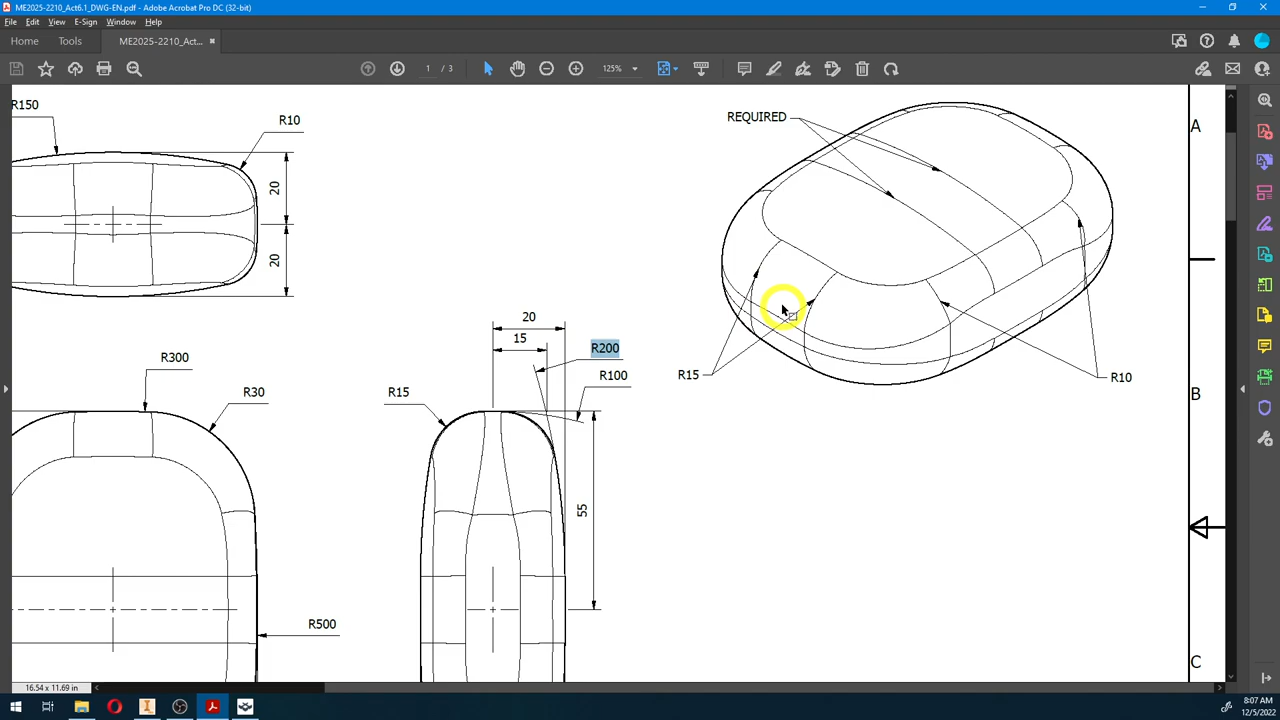 ME2025-2210_Act6.1_DWG-EN.pdf - Adobe Acrobat Pro DC (32-bit)
File Edit View E-Sign Window Help
Home Tools ME2025-2210_Act...
1 / 3 125%
R150
R10
20
20
REQUIRED
A
R15
R10
B
20
15
R200
R100
R300
R30
R15
55
R500
C
16.54 x 11.69 in
8:07 AM
12/5/2022